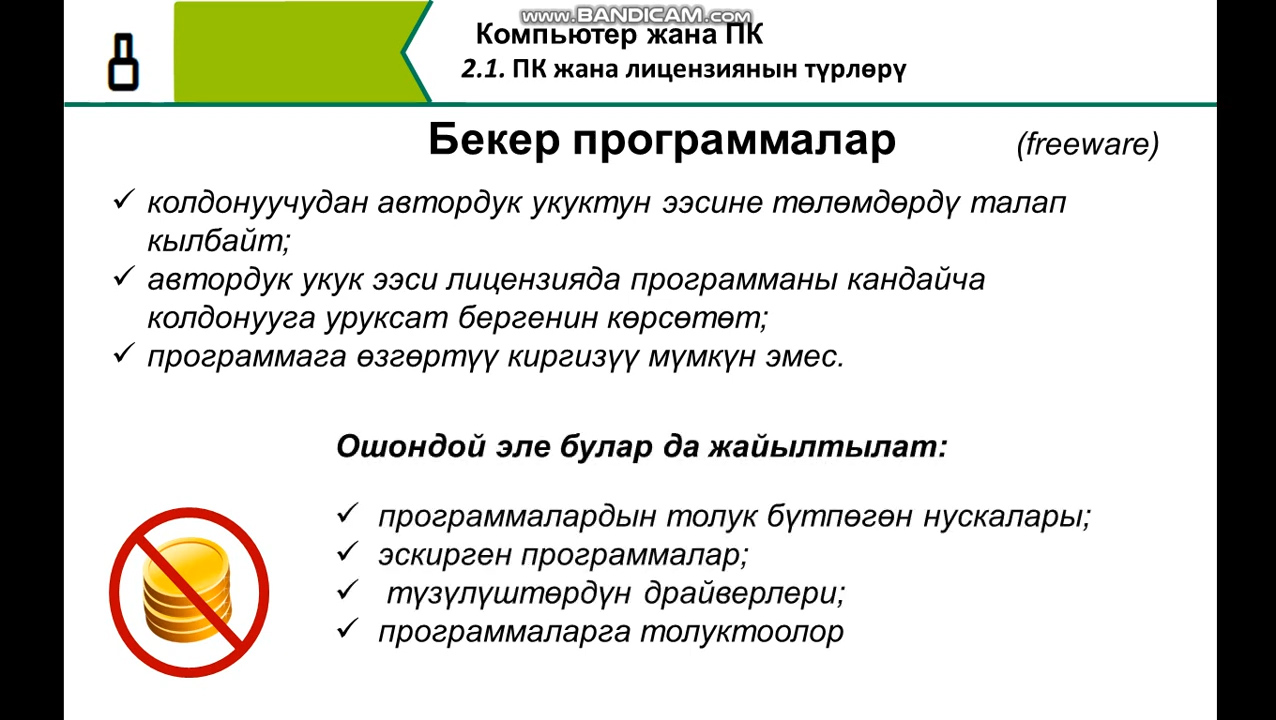 www.BANDICAM.com
Компьютер жана ПК
2.1. ПК жана лицензиянын түрлөрү
Бекер программалар (freeware)
✓ колдонуучудан автордук укуктун ээсине төлөмдөрдү талап
кылбайт;
✓ автордук укук ээси лицензияда программаны кандайча
колдонууга уруксат бергенин көрсөтөт;
✓ программага өзгөртүү киргизүү мүмкүн эмес.
Ошондой эле булар да жайылтылат:
✓ программалардын толук бүтпөгөн нускалары;
✓ эскирген программалар;
✓ түзүлүштөрдүн драйверлери;
✓ программаларга толуктоолор